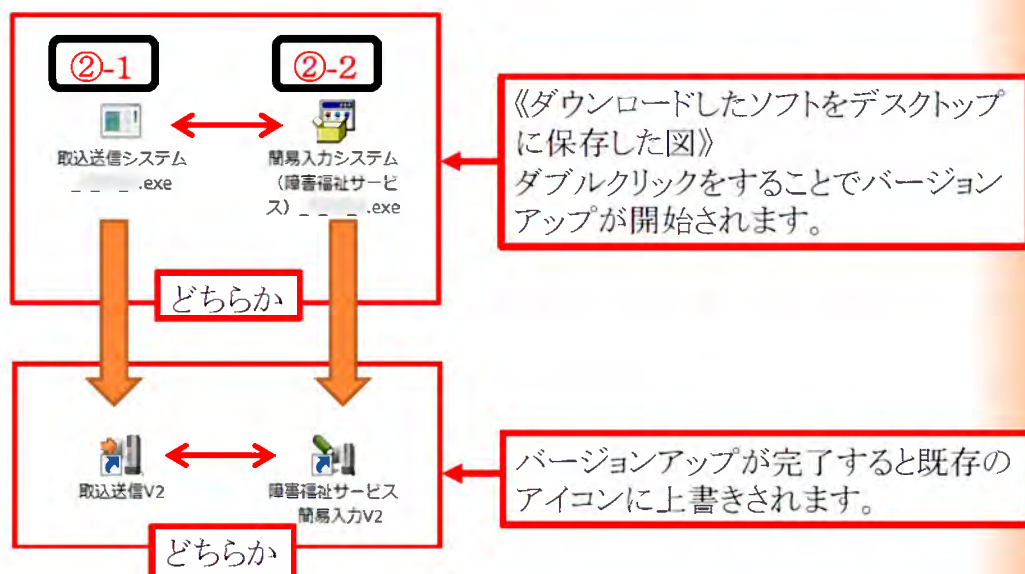 ②-1
②-2
取込送信システム
_ _ _ _.exe
簡易入力システム
(障害福祉サービ
ス) _ _ _ _.exe
《ダウンロードしたソフトをデスクトップ
に保存した図》
ダブルクリックをすることでバージョン
アップが開始されます。
どちらか
取込送信V2
障害福祉サービス
簡易入力V2
バージョンアップが完了すると既存の
アイコンに上書きされます。
どちらか